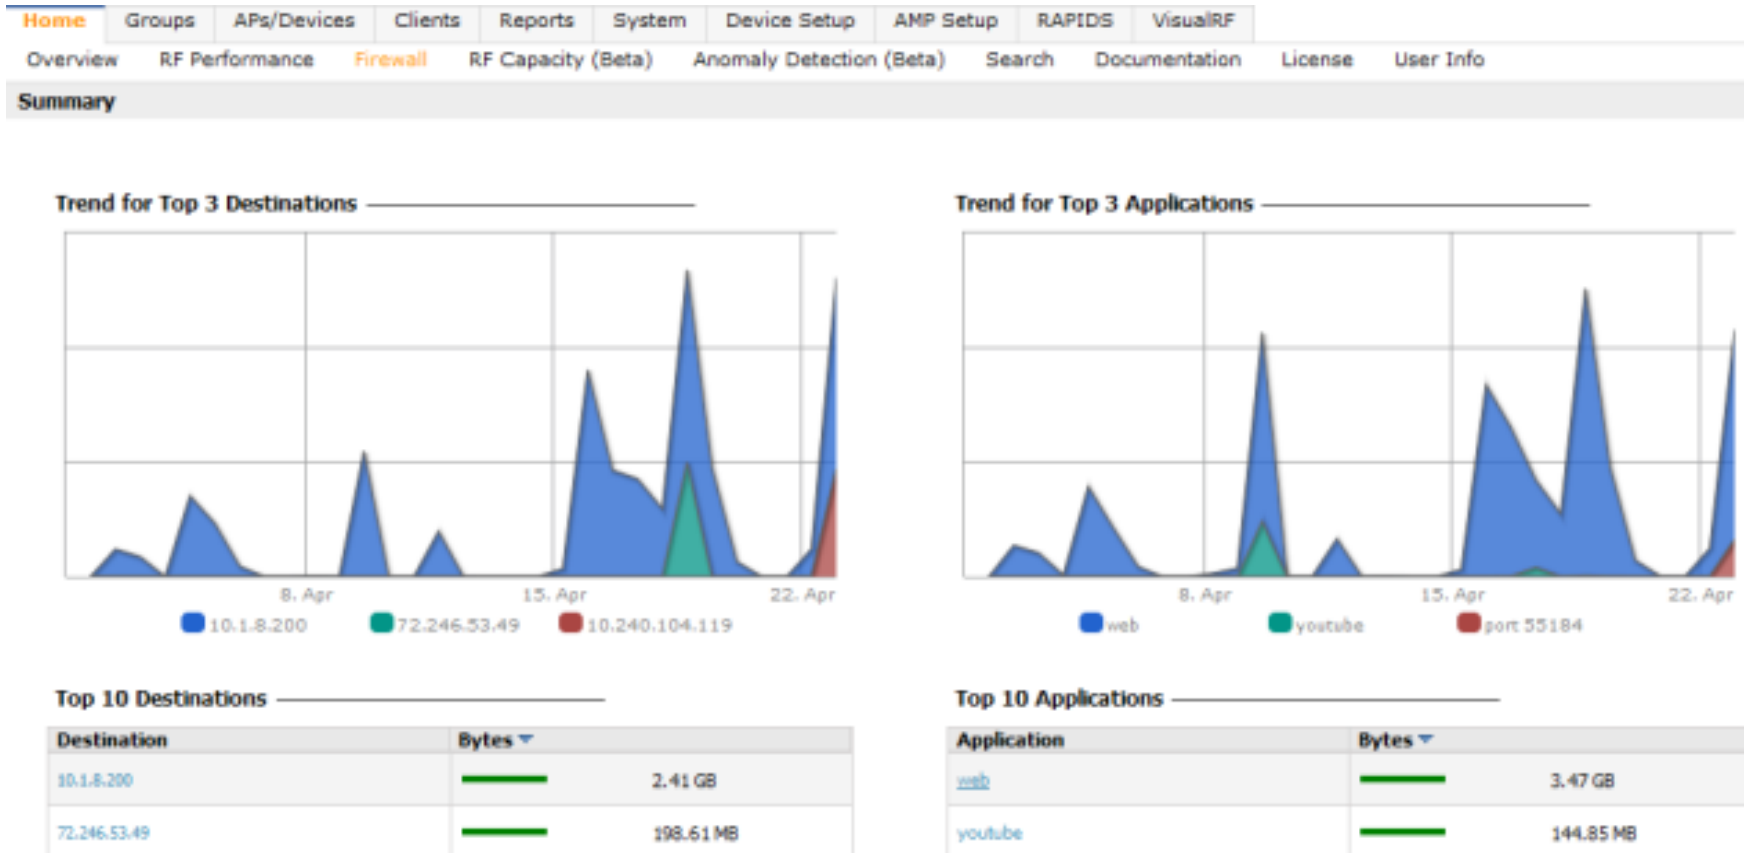 Home Groups APs/Devices Clients Reports System Device Setup AMP Setup RAPIDS VisualRF
Overview RF Performance Firewall RF Capacity (Beta) Anomaly Detection (Beta) Search Documentation License User Info
Summary
Trend for Top 3 Destinations
8. Apr 15. Apr 22. Apr
10.1.8.200 72.246.53.49 10.240.104.119
Trend for Top 3 Applications
8. Apr 15. Apr 22. Apr
web youtube port 55184
Top 10 Destinations
Destination Bytes
10.1.8.200 2.41 GB
72.246.53.49 198.61 MB
Top 10 Applications
Application Bytes
web 3.47 GB
youtube 144.85 MB